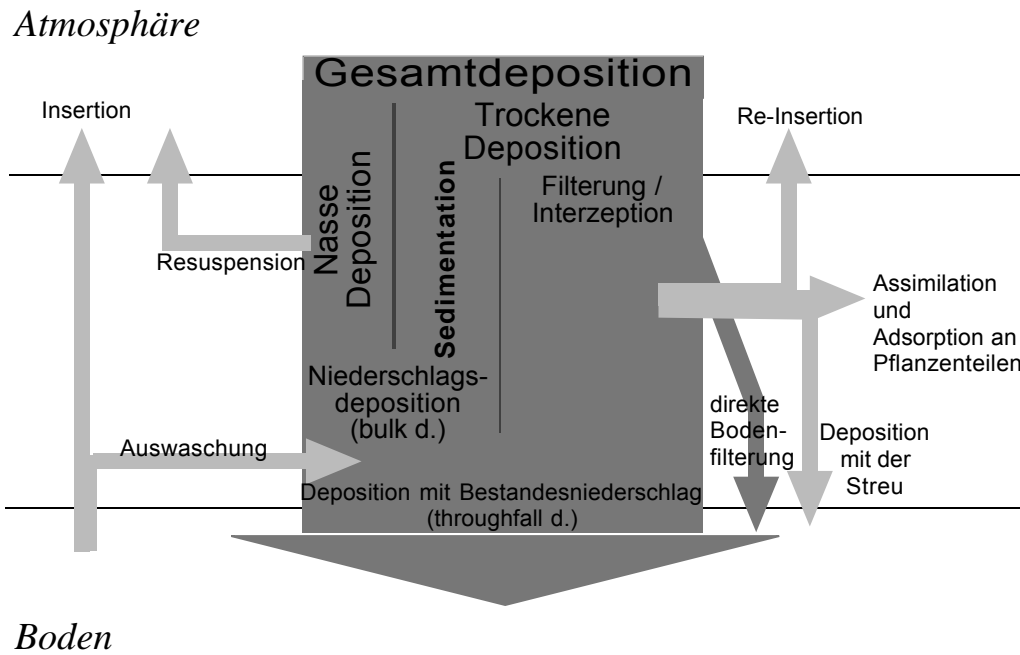 Atmosphäre
Gesamtdeposition
Insertion
Trockene
Deposition
Re-Insertion
Nasse
Deposition
Sedimentation
Filterung /
Interzeption
Resuspension
Assimilation
und
Adsorption an
Pflanzenteilen
Niederschlags-
deposition
(bulk d.)
direkte
Boden-
filterung
Deposition
mit der
Streu
Auswaschung
Deposition mit Bestandesniederschlag
(throughfall d.)
Boden